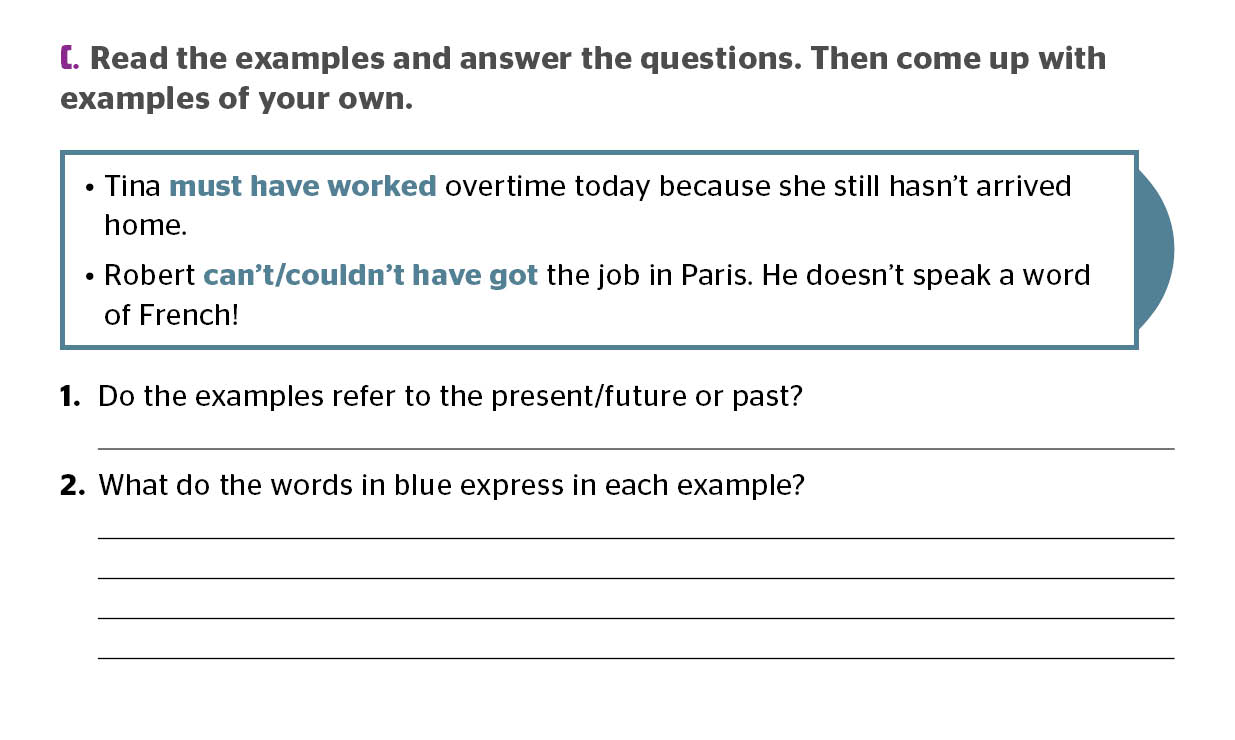 C. Read the examples and answer the questions. Then come up with
examples of your own.
• Tina must have worked overtime today because she still hasn’t arrived
home.
• Robert can’t/couldn’t have got the job in Paris. He doesn’t speak a word
of French!
1. Do the examples refer to the present/future or past?
2. What do the words in blue express in each example?